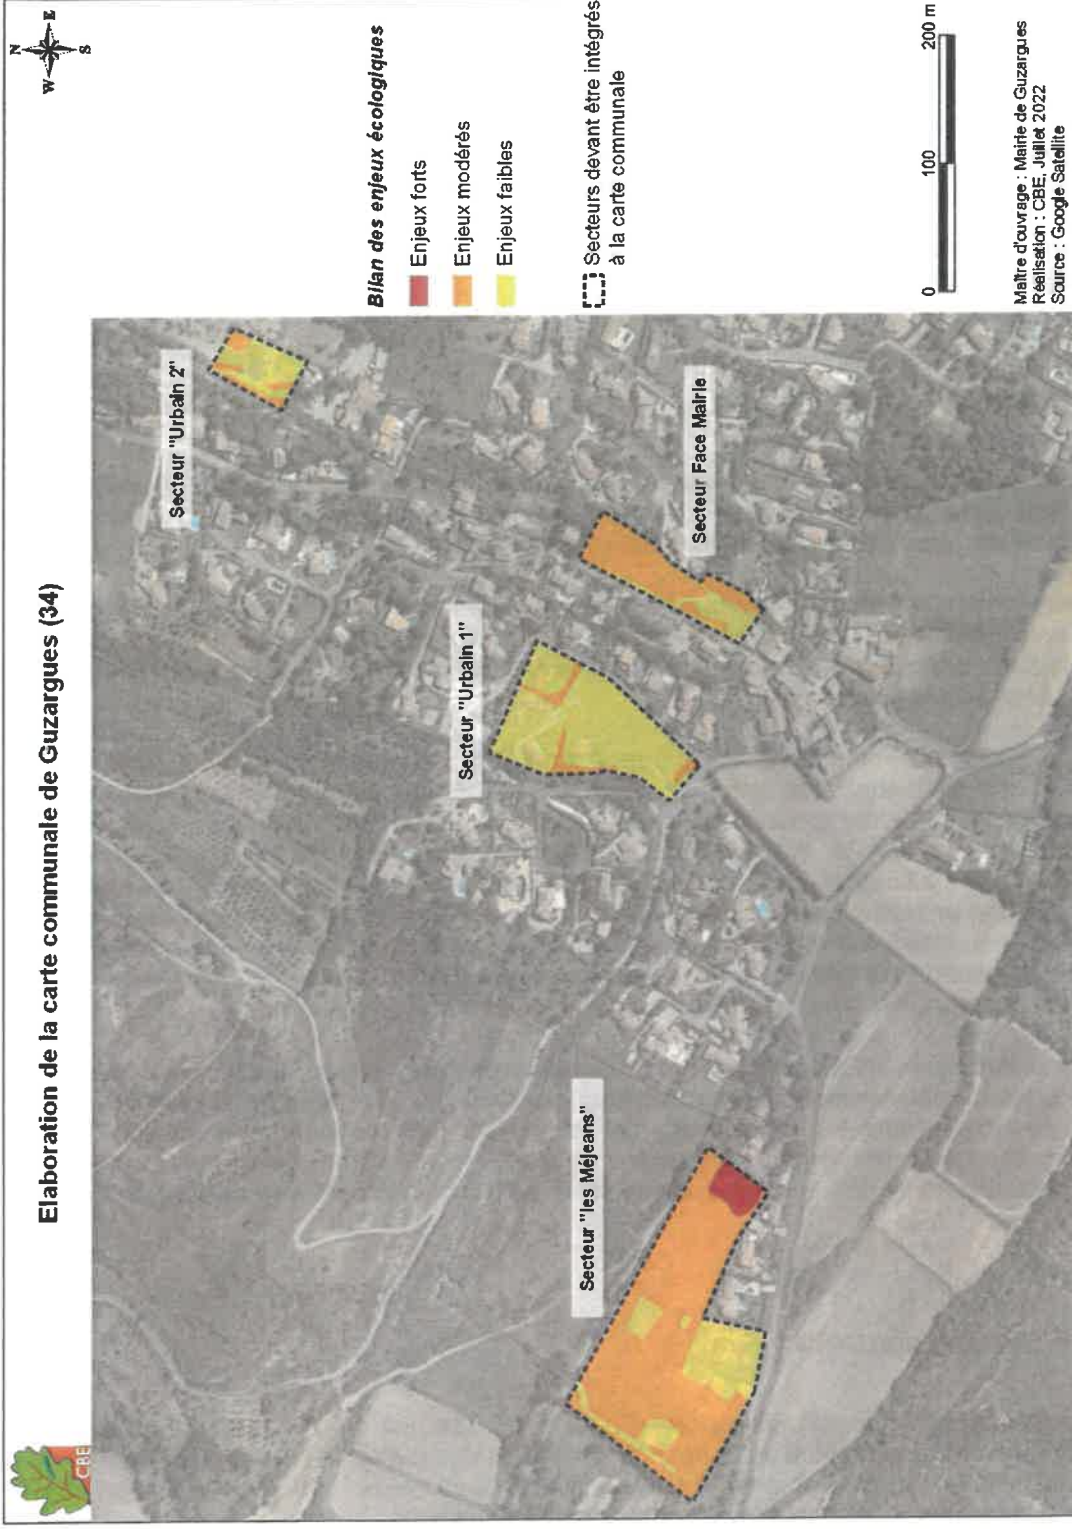 Elaboration de la carte communale de Guzargues (34)
CBE
N
W
E
S
Secteur "Urbain 2"
Secteur "Urbain 1"
Secteur Face Mairie
Secteur "les Méjeans"
Bilan des enjeux écologiques
Enjeux forts
Enjeux modérés
Enjeux faibles
Secteurs devant être intégrés
à la carte communale
0 100 200 m
Maître d'ouvrage : Mairie de Guzargues
Réalisation : CBE, Juillet 2022
Source : Google Satellite